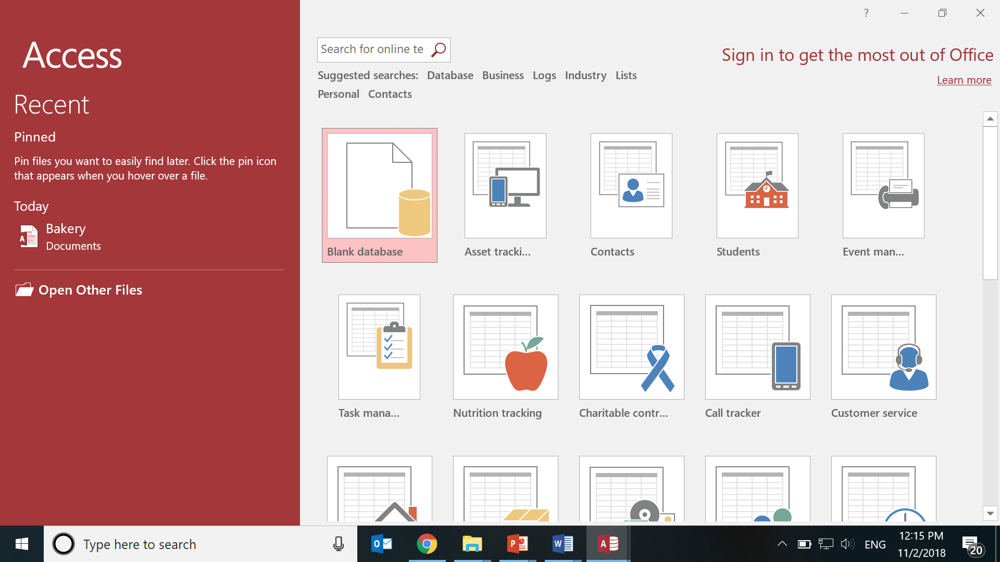 ?
Access
Recent
Pinned
Pin files you want to easily find later. Click the pin icon
that appears when you hover over a file.
Today
Bakery
Documents
Open Other Files
Search for online te
Suggested searches: Database Business Logs Industry Lists
Personal Contacts
Sign in to get the most out of Office
Learn more
Blank database
Asset tracki...
Contacts
Students
Event man...
Task mana...
Nutrition tracking
Charitable contr...
Call tracker
Customer service
Type here to search
ENG
12:15 PM
11/2/2018
20